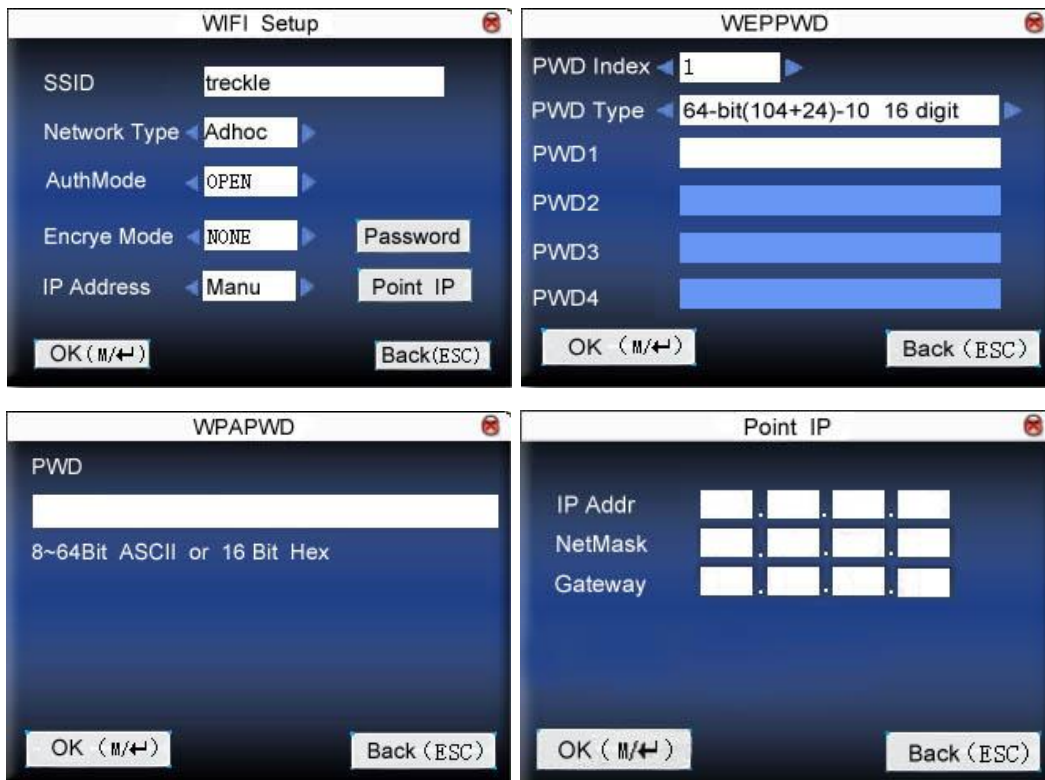 WIFI Setup
SSID treckle
Network Type Adhoc
AuthMode OPEN
Encrye Mode NONE Password
IP Address Manu Point IP
OK(M/↵) Back(ESC)
WEPPWD
PWD Index 1
PWD Type 64-bit(104+24)-10 16 digit
PWD1
PWD2
PWD3
PWD4
OK (M/↵) Back (ESC)
WPAPWD
PWD
8~64Bit ASCII or 16 Bit Hex
OK (M/↵) Back (ESC)
Point IP
IP Addr . . .
NetMask . . .
Gateway . . .
OK ( M/↵ ) Back (ESC)